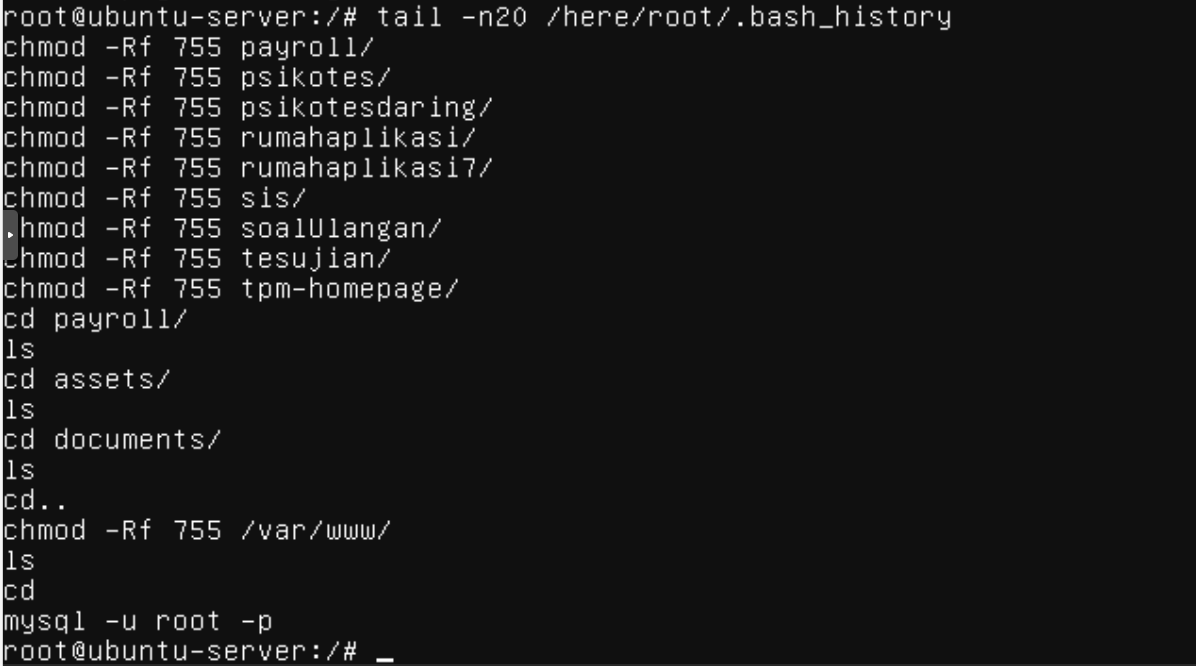 root@ubuntu-server:/# tail -n20 /here/root/.bash_history
chmod -Rf 755 payroll/
chmod -Rf 755 psikotes/
chmod -Rf 755 psikotesdaring/
chmod -Rf 755 rumahaplikasi/
chmod -Rf 755 rumahaplikasi7/
chmod -Rf 755 sis/
chmod -Rf 755 soalUlangan/
chmod -Rf 755 tesujian/
chmod -Rf 755 tpm-homepage/
cd payroll/
ls
cd assets/
ls
cd documents/
ls
cd..
chmod -Rf 755 /var/www/
ls
cd
mysql -u root -p
root@ubuntu-server:/# _